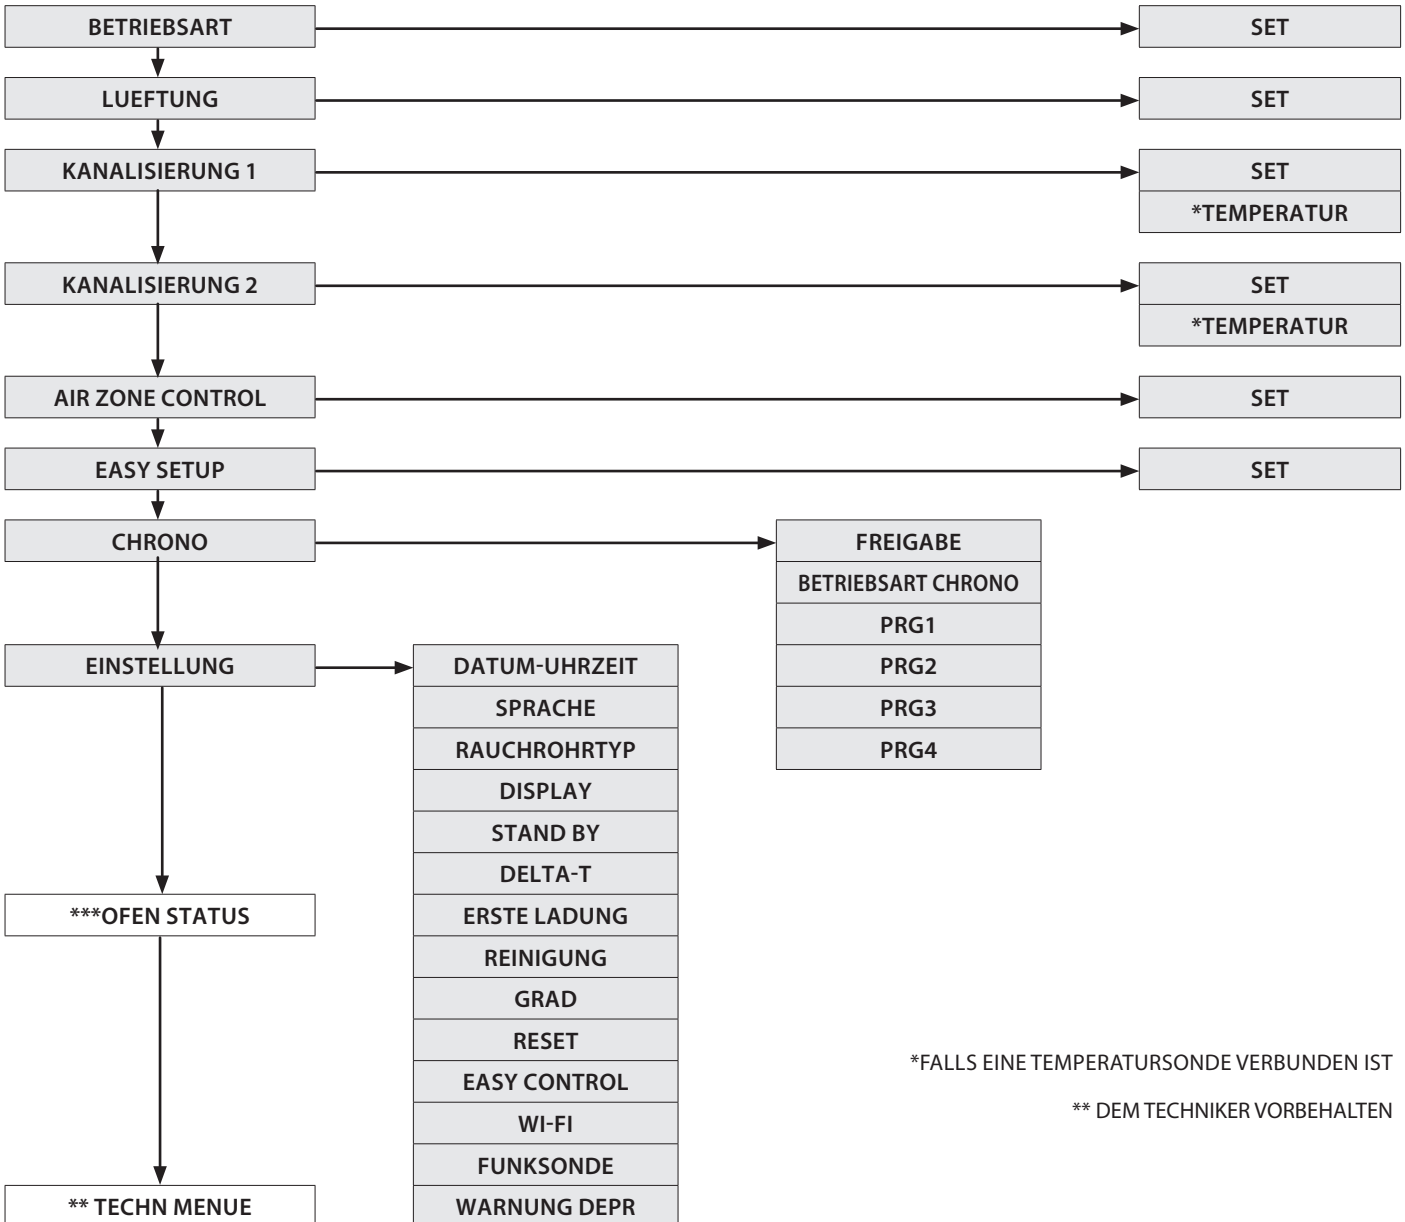 BETRIEBSART
SET
LUEFTUNG
SET
KANALISIERUNG 1
SET
*TEMPERATUR
KANALISIERUNG 2
SET
*TEMPERATUR
AIR ZONE CONTROL
SET
EASY SETUP
SET
CHRONO
FREIGABE
BETRIEBSART CHRONO
PRG1
PRG2
PRG3
PRG4
EINSTELLUNG
DATUM-UHRZEIT
SPRACHE
RAUCHROHRTYP
DISPLAY
STAND BY
DELTA-T
ERSTE LADUNG
REINIGUNG
GRAD
RESET
EASY CONTROL
WI-FI
FUNKSONDE
WARNUNG DEPR
***OFEN STATUS
** TECHN MENUE
*FALLS EINE TEMPERATURSONDE VERBUNDEN IST
** DEM TECHNIKER VORBEHALTEN